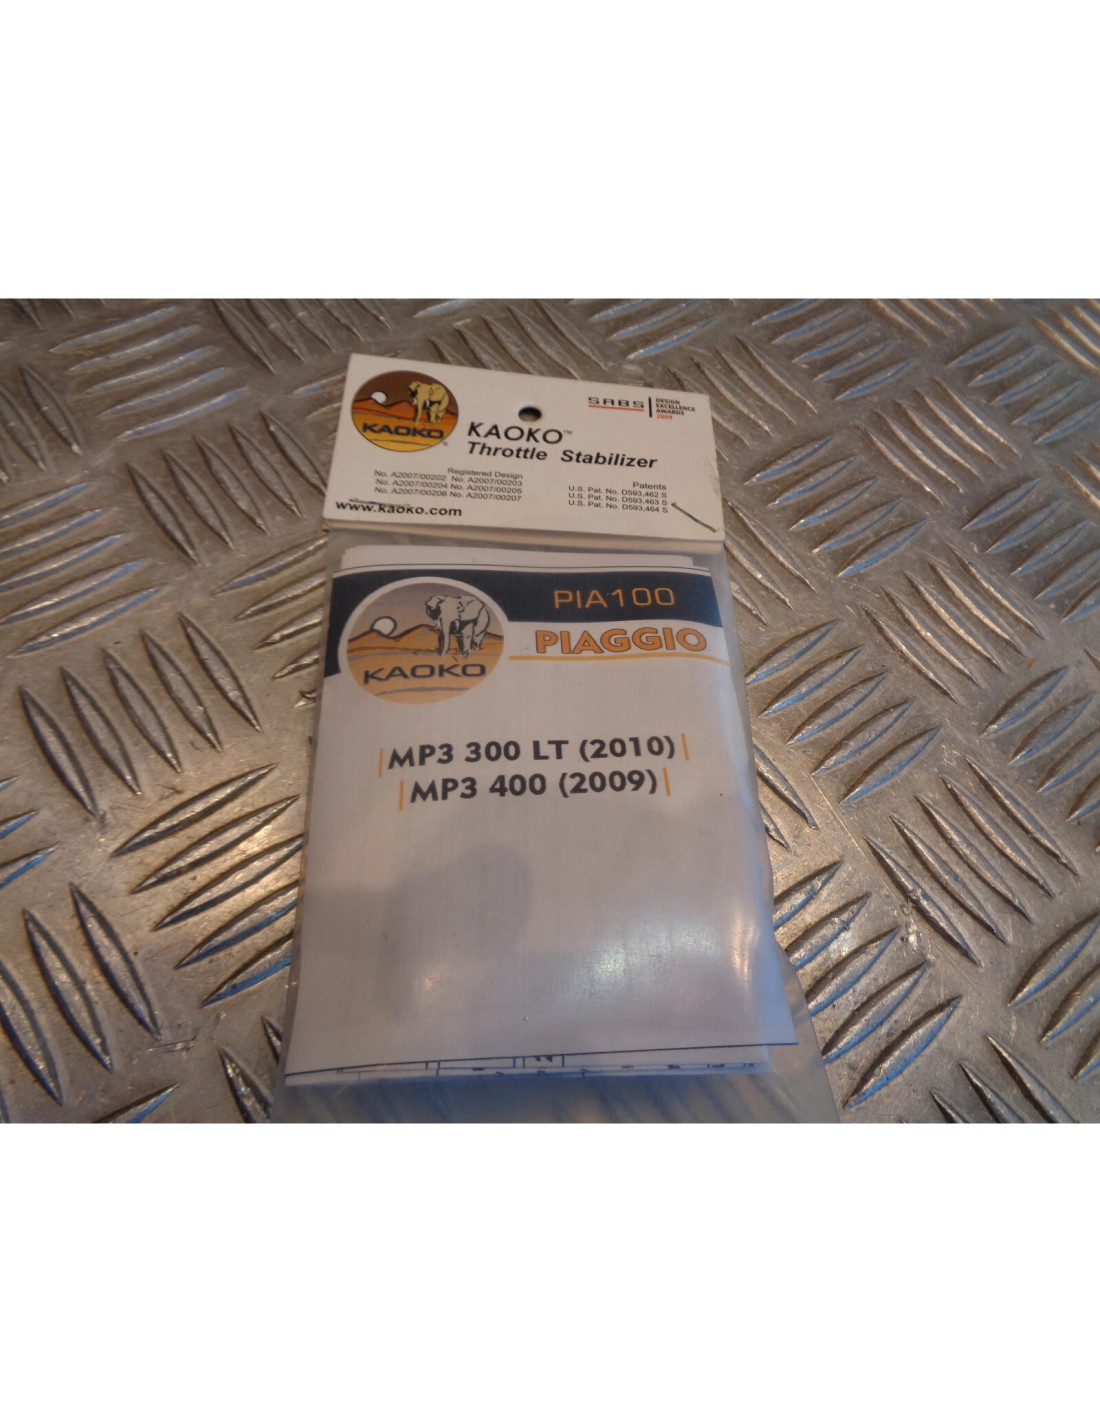 KAOKO
KAOKO™
Throttle Stabilizer
SABS
DESIGN
EXCELLENCE
AWARDS
2009
Registered Design
No. A2007/00202 No. A2007/00203
No. A2007/00204 No. A2007/00205
No. A2007/00206 No. A2007/00207
Patents
U.S. Pat. No. D593,462 S
U.S. Pat. No. D593,463 S
U.S. Pat. No. D593,464 S
www.kaoko.com
PIA100
PIAGGIO
KAOKO
MP3 300 LT (2010)
MP3 400 (2009)